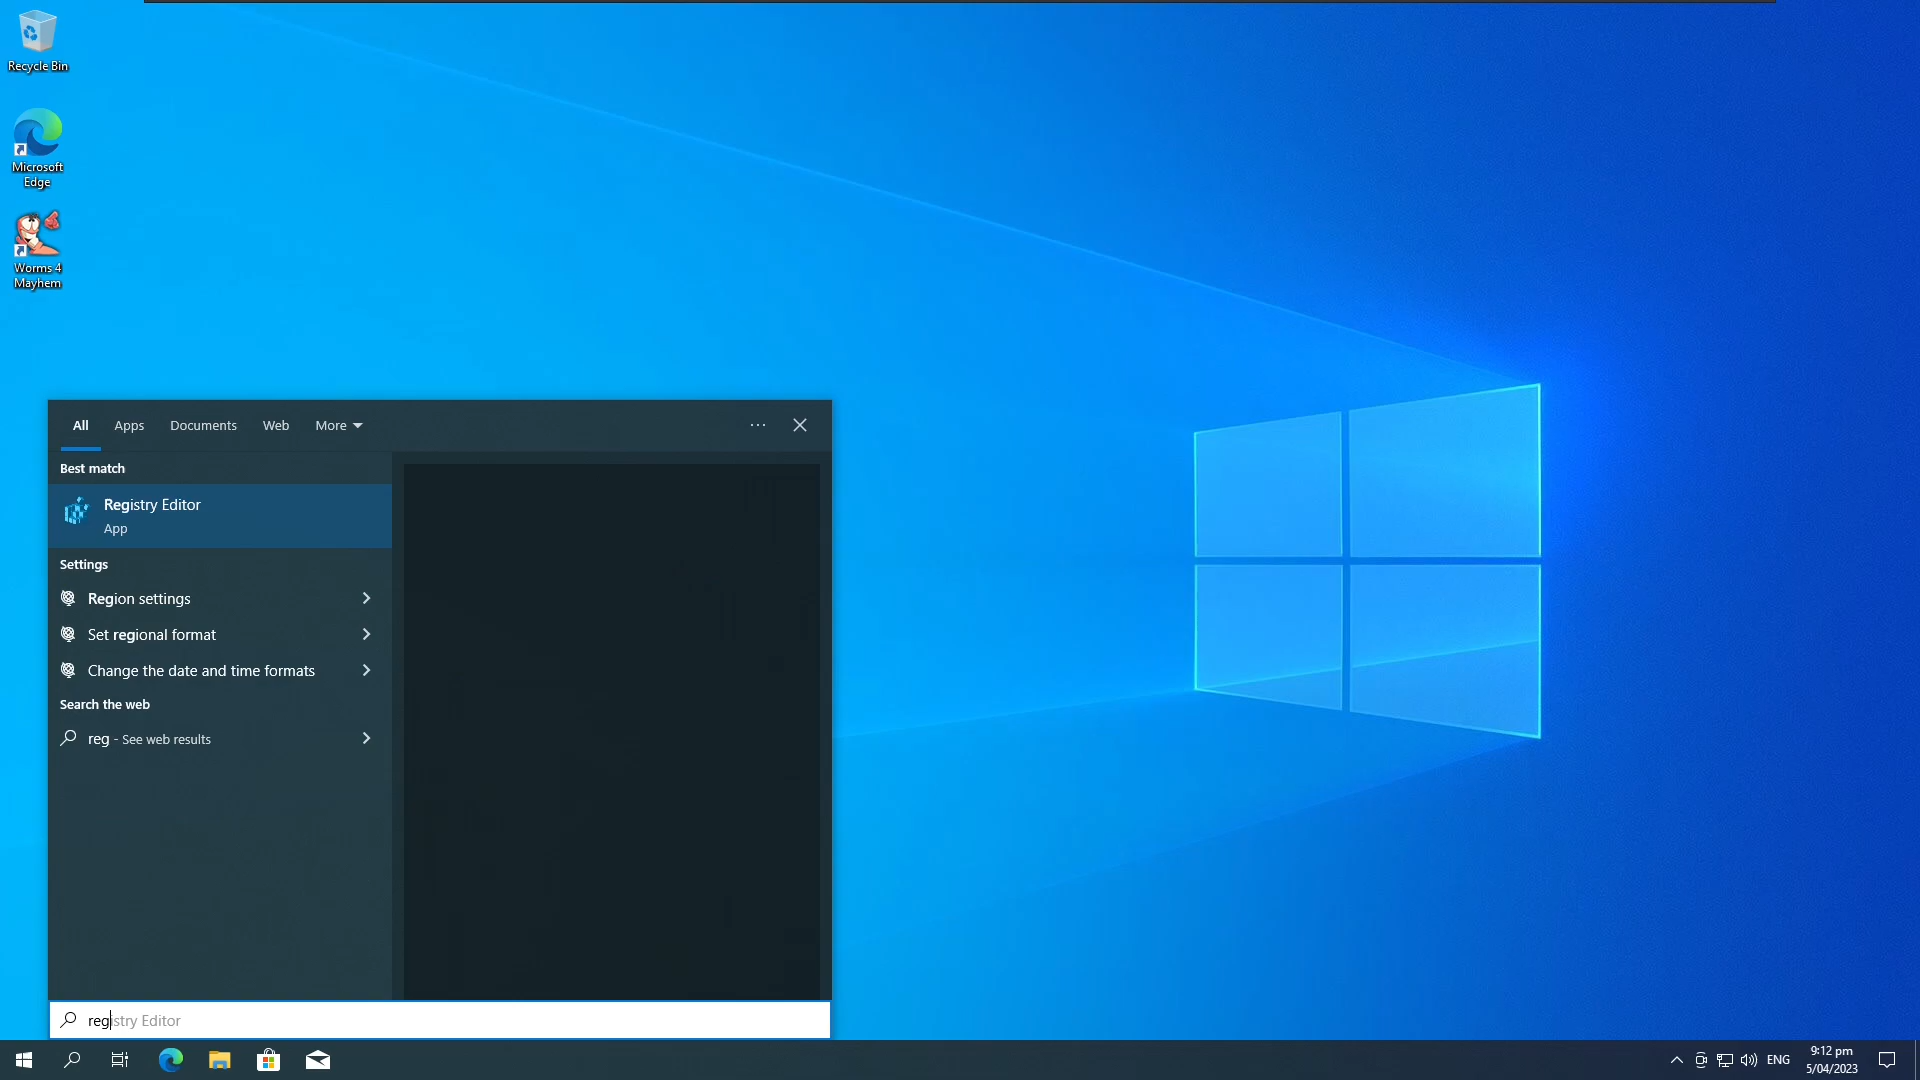 Recycle Bin
Microsoft
Edge
Worms 4
Mayhem
All Apps Documents Web More
Best match
Registry Editor
App
Settings
Region settings
Set regional format
Change the date and time formats
Search the web
reg - See web results
registry Editor
ENG
9:12 pm
5/04/2023